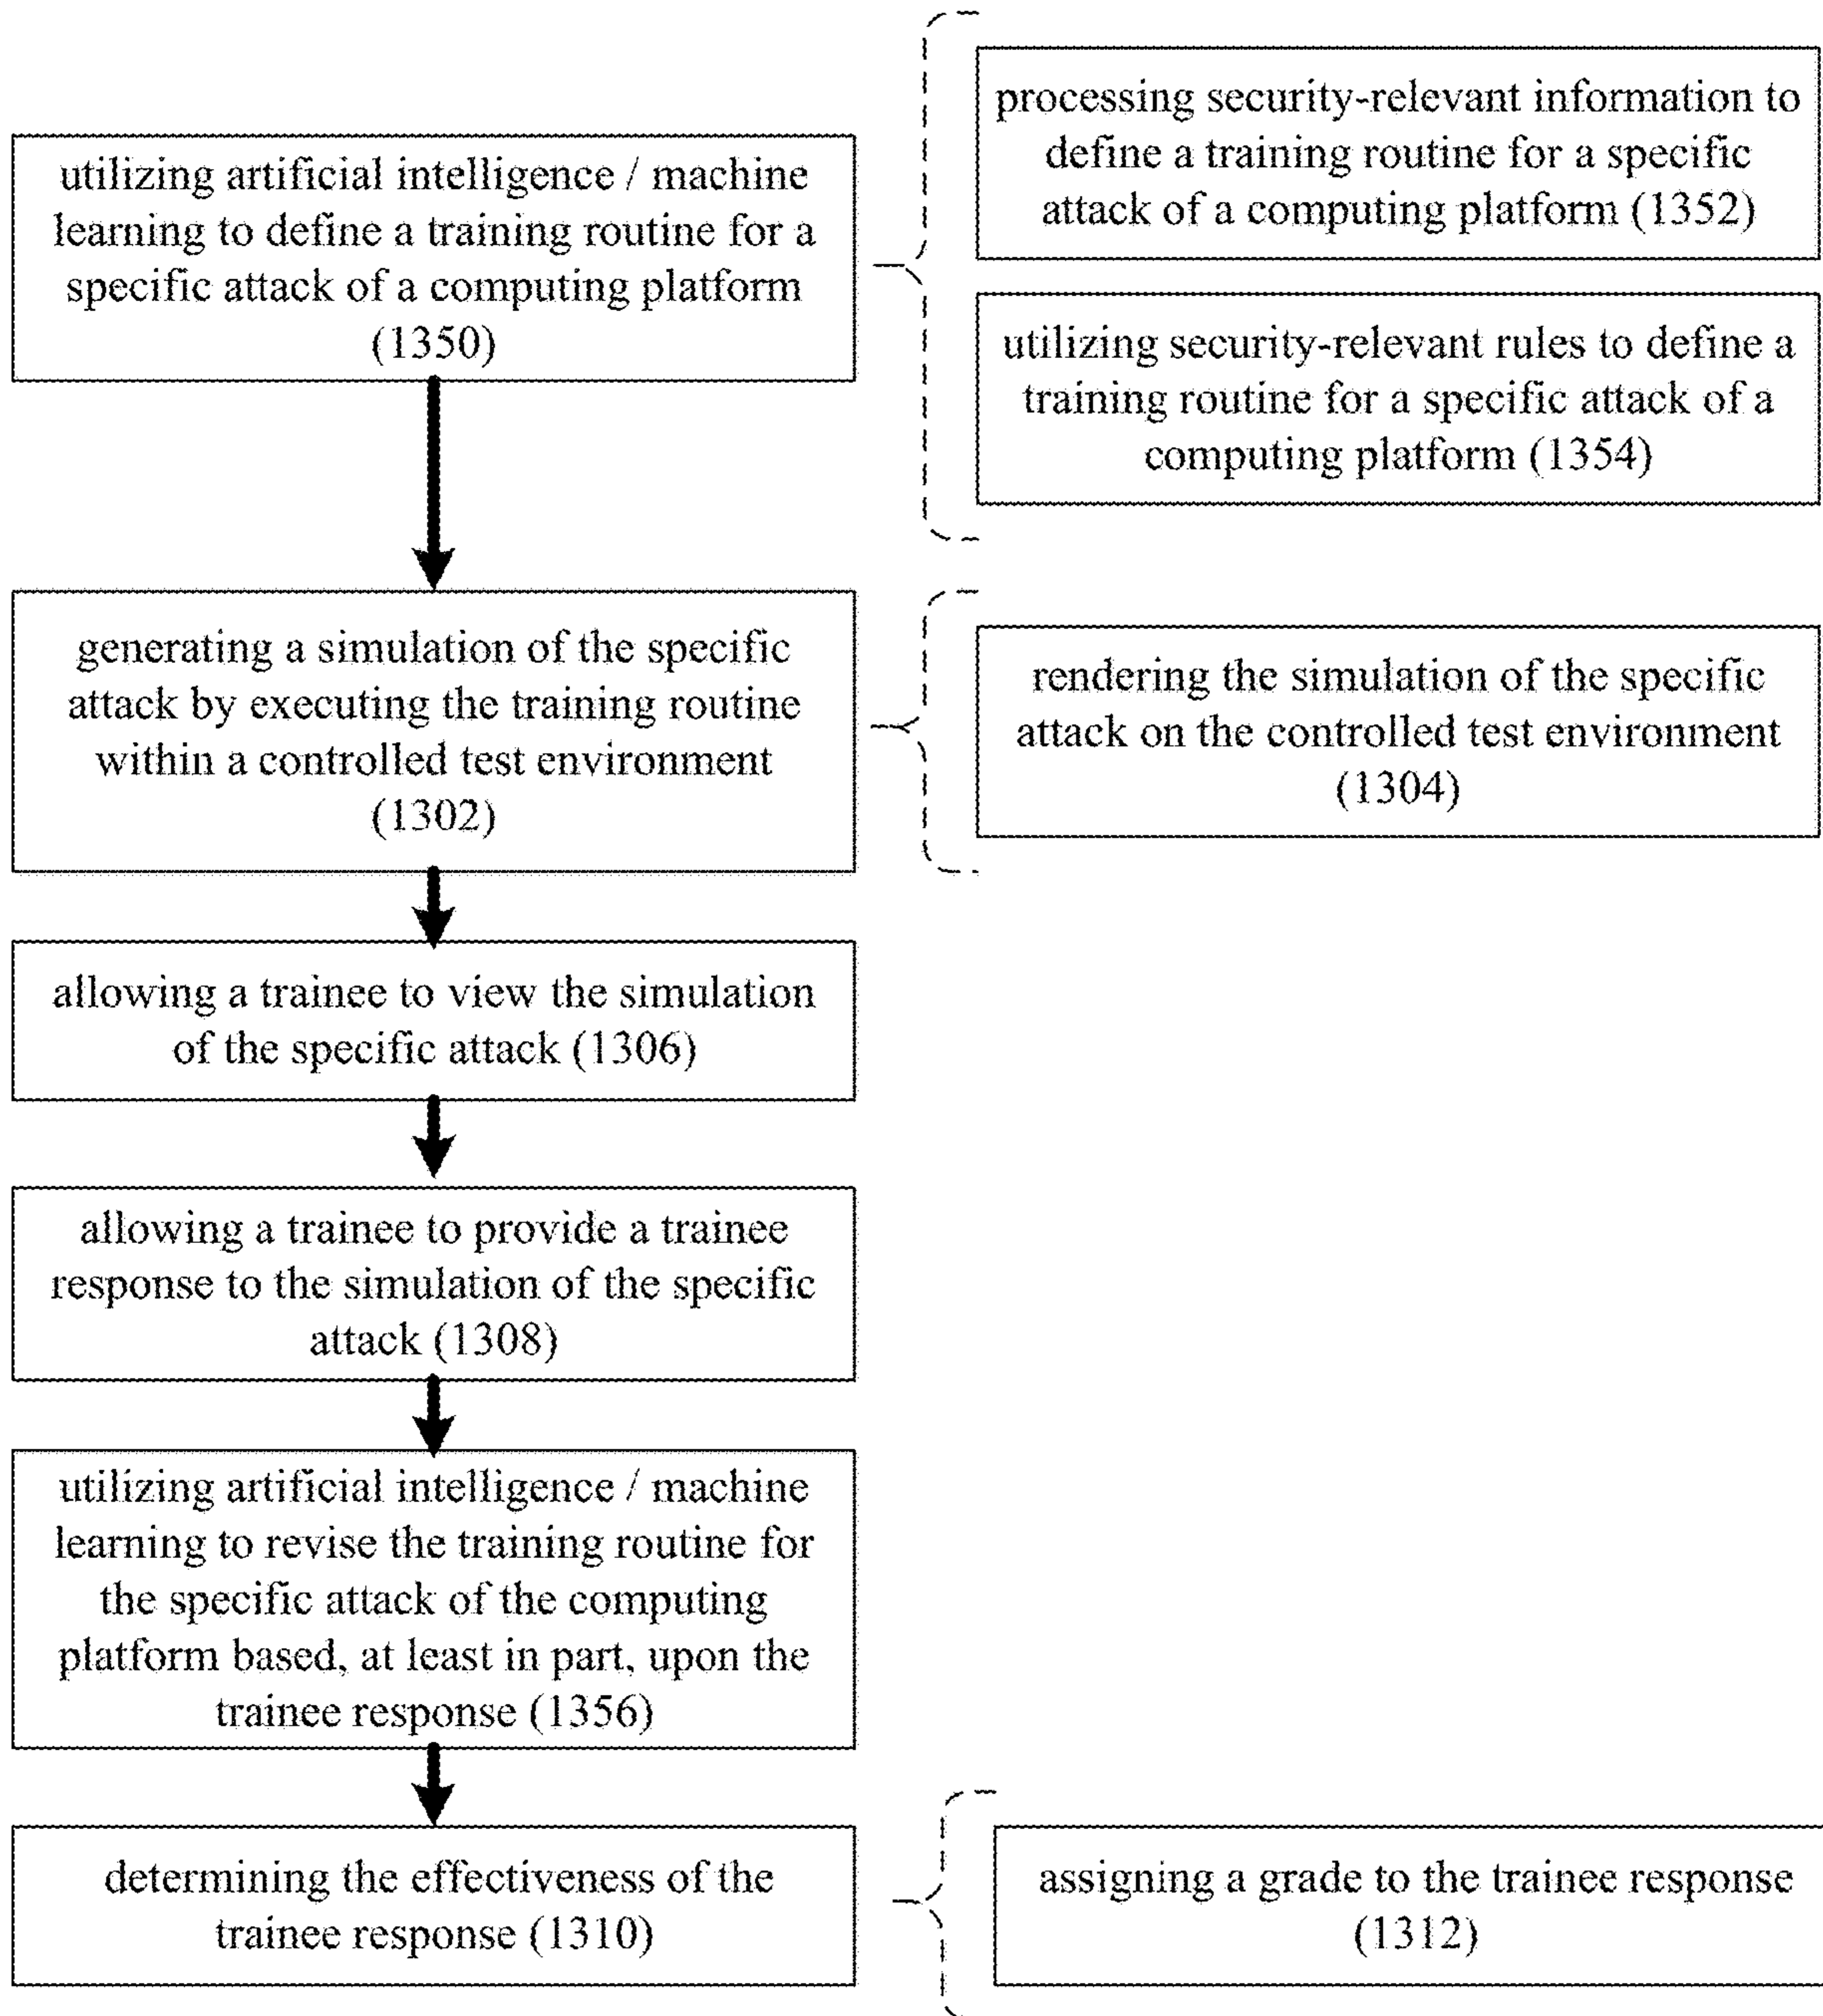 utilizing artificial intelligence / machine
learning to define a training routine for a
specific attack of a computing platform
(1350)
processing security-relevant information to
define a training routine for a specific
attack of a computing platform (1352)
utilizing security-relevant rules to define a
training routine for a specific attack of a
computing platform (1354)
generating a simulation of the specific
attack by executing the training routine
within a controlled test environment
(1302)
rendering the simulation of the specific
attack on the controlled test environment
(1304)
allowing a trainee to view the simulation
of the specific attack (1306)
allowing a trainee to provide a trainee
response to the simulation of the specific
attack (1308)
utilizing artificial intelligence / machine
learning to revise the training routine for
the specific attack of the computing
platform based, at least in part, upon the
trainee response (1356)
determining the effectiveness of the
trainee response (1310)
assigning a grade to the trainee response
(1312)